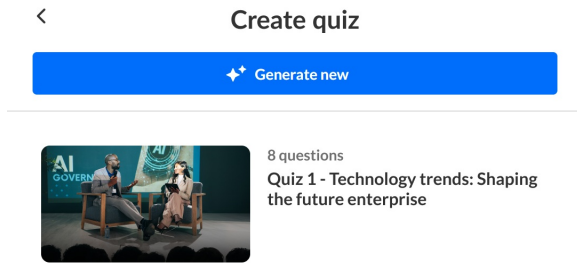 Create quiz
Generate new
8 questions
Quiz 1 - Technology trends: Shaping
the future enterprise
AI
GOVERN
AI